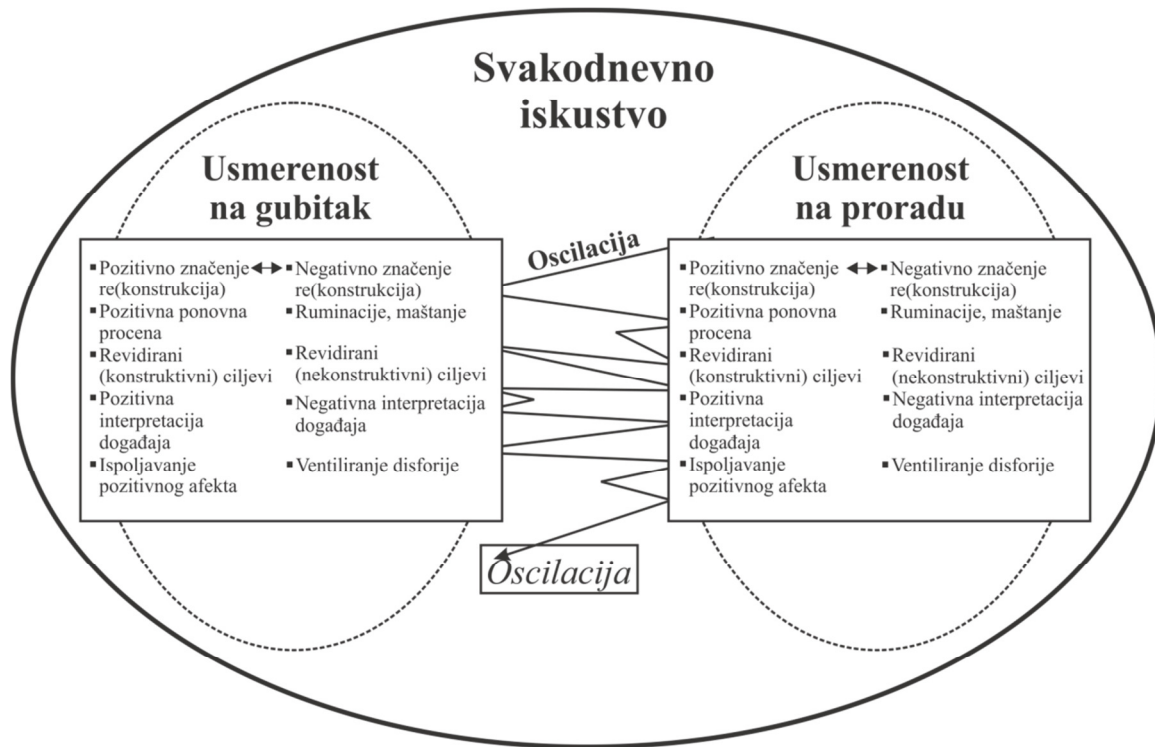 Svakodnevno
iskustvo
Usmerenost
na gubitak
▪Pozitivno značenje
re(konstrukcija)
▪Pozitivna ponovna
procena
▪Revidirani
(konstruktivni) ciljevi
▪Pozitivna
interpretacija
događaja
▪Ispoljavanje
pozitivnog afekta
▪Negativno značenje
re(konstrukcija)
▪Ruminacije, maštanje
▪Revidirani
(nekonstruktivni) ciljevi
▪Negativna interpretacija
događaja
▪Ventiliranje disforije
Oscilacija
Usmerenost
na proradu
▪Pozitivno značenje
re(konstrukcija)
▪Pozitivna ponovna
procena
▪Revidirani
(konstruktivni) ciljevi
▪Pozitivna
interpretacija
događaja
▪Ispoljavanje
pozitivnog afekta
▪Negativno značenje
re(konstrukcija)
▪Ruminacije, maštanje
▪Revidirani
(nekonstruktivni) ciljevi
▪Negativna interpretacija
događaja
▪Ventiliranje disforije
Oscilacija